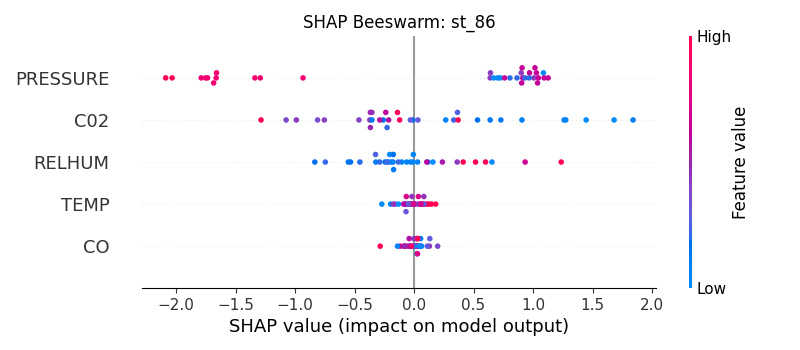 SHAP Beeswarm: st_86
High
PRESSURE
C02
RELHUM
TEMP
CO
Feature value
Low
−2.0 −1.5 −1.0 −0.5 0.0 0.5 1.0 1.5 2.0
SHAP value (impact on model output)